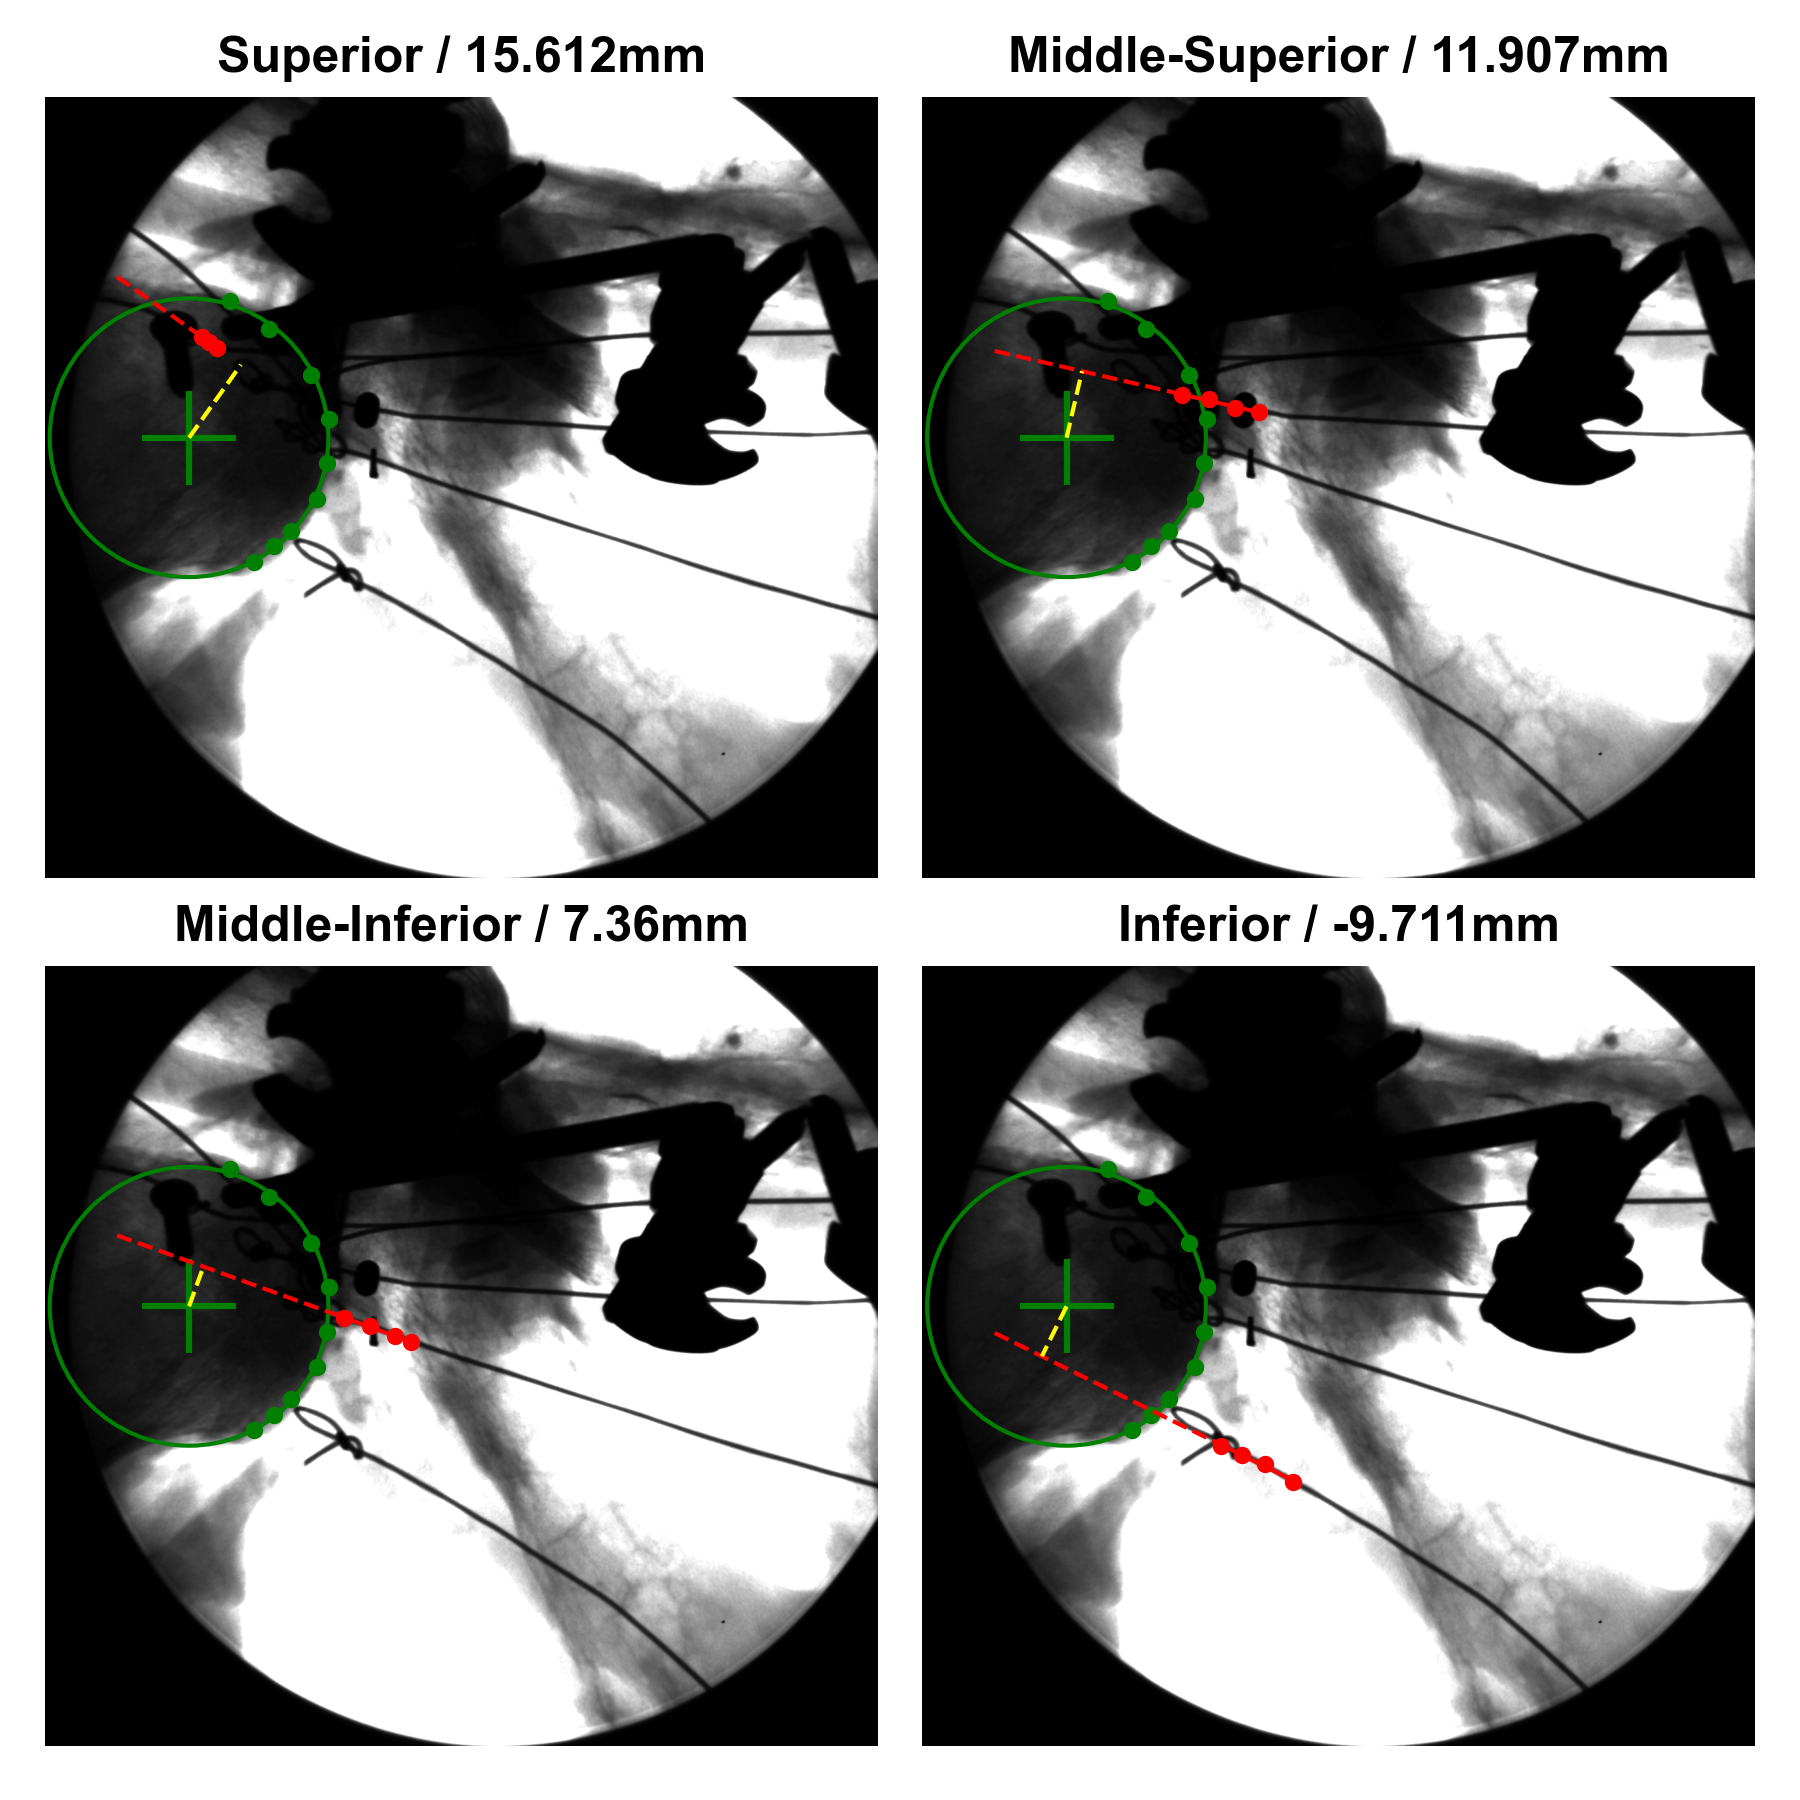 Superior / 15.612mm
Middle-Superior / 11.907mm
Middle-Inferior / 7.36mm
Inferior / -9.711mm